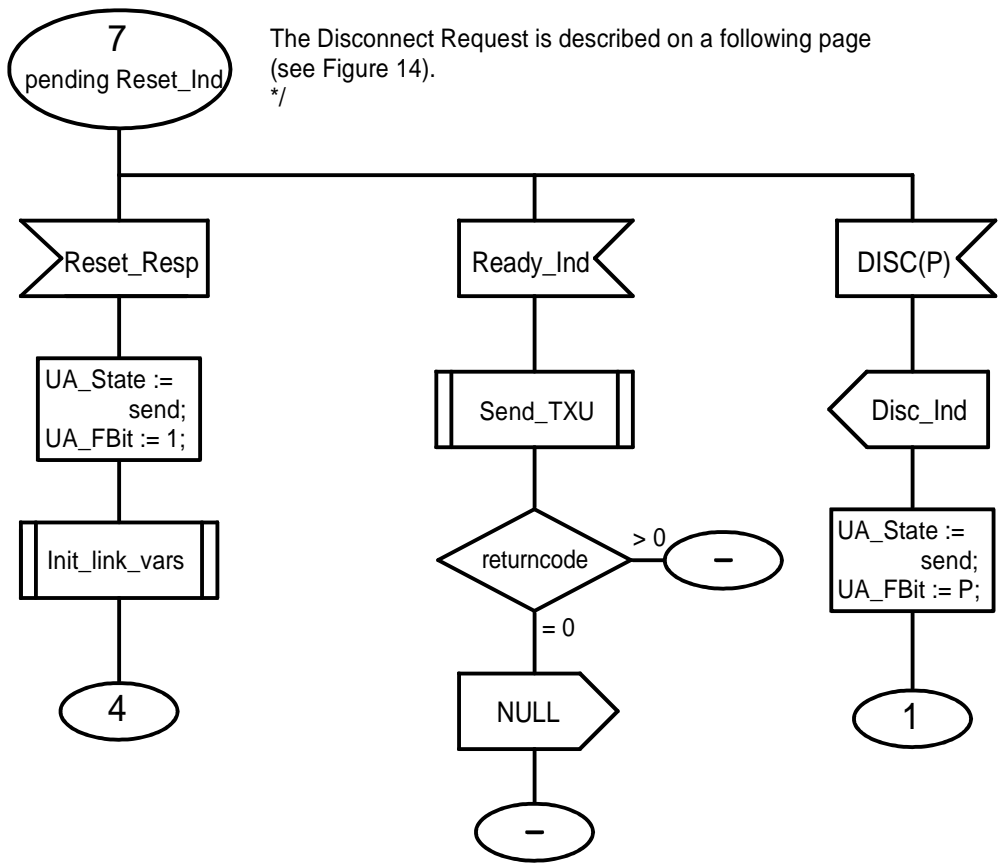 7
pending Reset_Ind
The Disconnect Request is described on a following page
(see Figure 14).
*/
Reset_Resp
UA_State :=
send;
UA_FBit := 1;
Init_link_vars
4
Ready_Ind
Send_TXU
returncode
> 0
–
= 0
NULL
–
DISC(P)
Disc_Ind
UA_State :=
send;
UA_FBit := P;
1